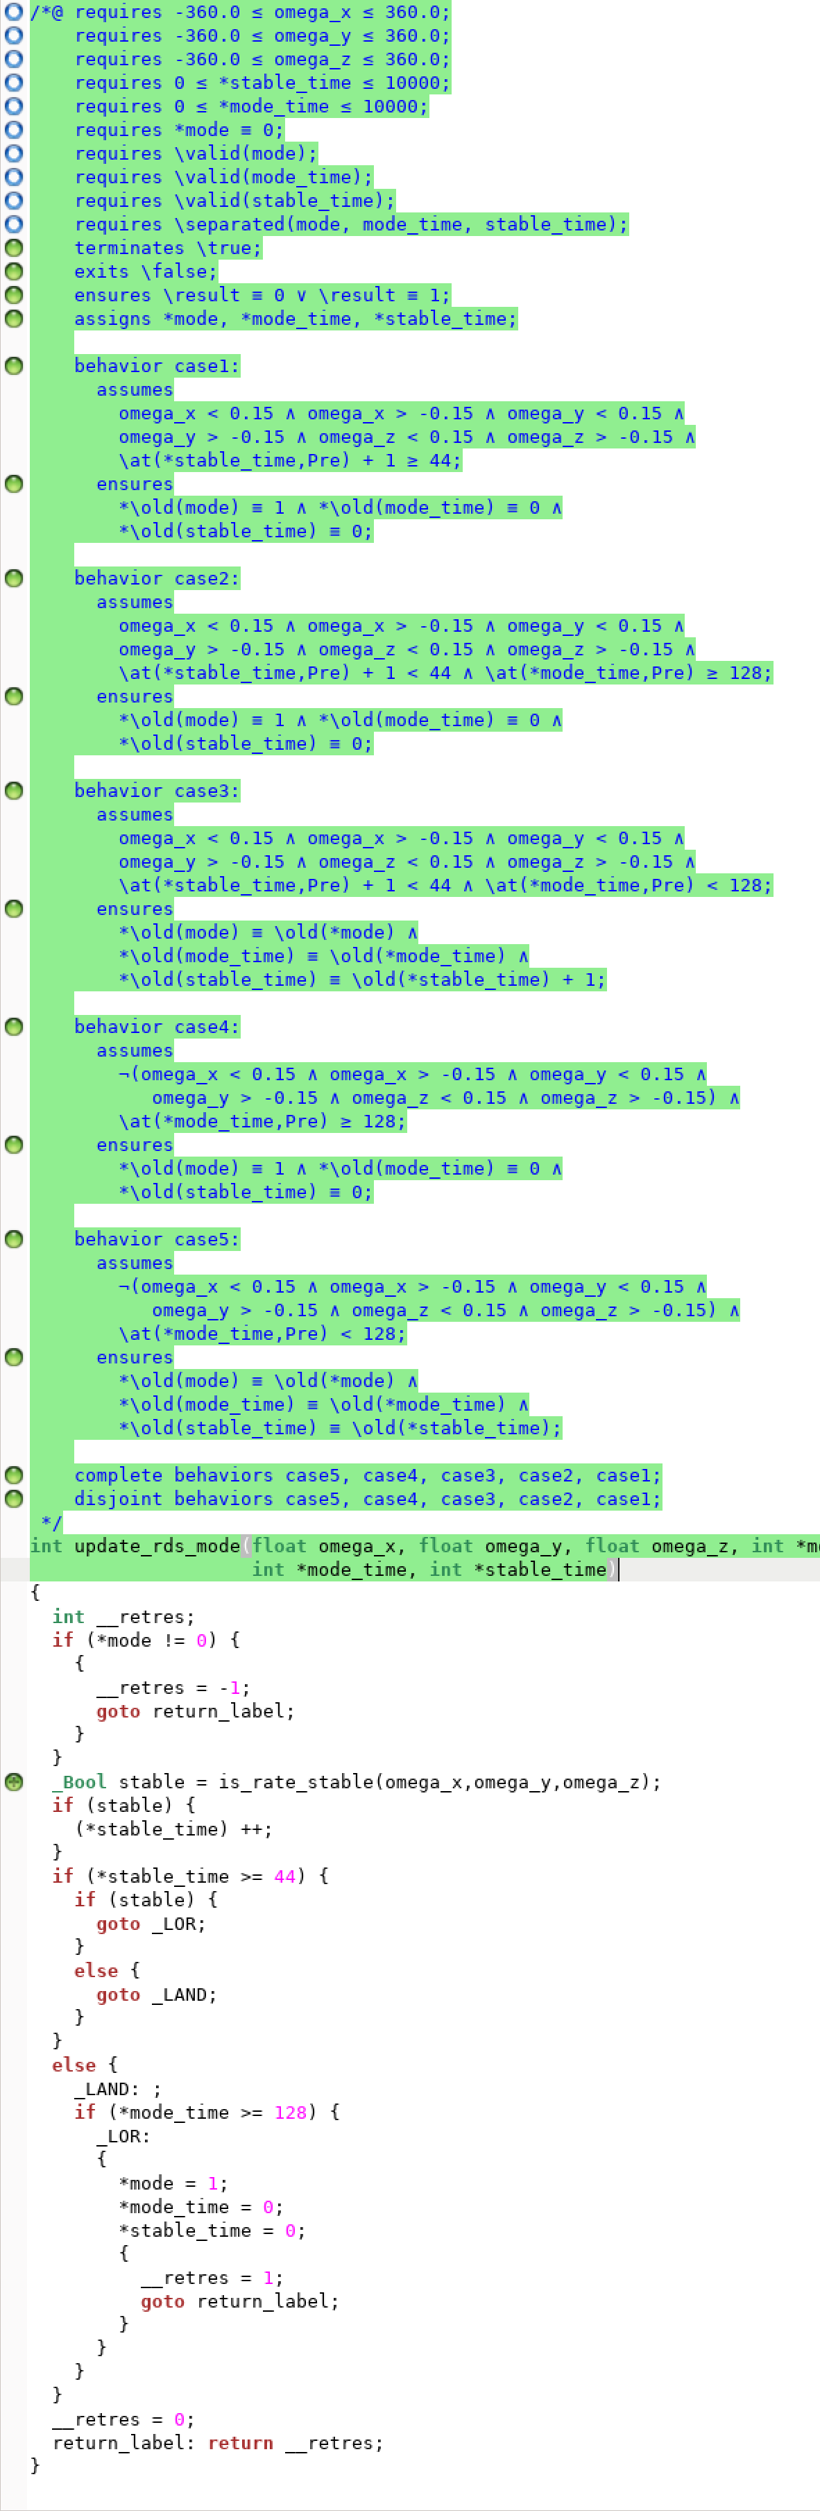 /*@ requires -360.0 ≤ omega_x ≤ 360.0;
    requires -360.0 ≤ omega_y ≤ 360.0;
    requires -360.0 ≤ omega_z ≤ 360.0;
    requires 0 ≤ *stable_time ≤ 10000;
    requires 0 ≤ *mode_time ≤ 10000;
    requires *mode ≡ 0;
    requires \valid(mode);
    requires \valid(mode_time);
    requires \valid(stable_time);
    requires \separated(mode, mode_time, stable_time);
    terminates \true;
    exits \false;
    ensures \result ≡ 0 ∨ \result ≡ 1;
    assigns *mode, *mode_time, *stable_time;

    behavior case1:
      assumes
        omega_x < 0.15 ∧ omega_x > -0.15 ∧ omega_y < 0.15 ∧
        omega_y > -0.15 ∧ omega_z < 0.15 ∧ omega_z > -0.15 ∧
        \at(*stable_time,Pre) + 1 ≥ 44;
      ensures
        *\old(mode) ≡ 1 ∧ *\old(mode_time) ≡ 0 ∧
        *\old(stable_time) ≡ 0;

    behavior case2:
      assumes
        omega_x < 0.15 ∧ omega_x > -0.15 ∧ omega_y < 0.15 ∧
        omega_y > -0.15 ∧ omega_z < 0.15 ∧ omega_z > -0.15 ∧
        \at(*stable_time,Pre) + 1 < 44 ∧ \at(*mode_time,Pre) ≥ 128;
      ensures
        *\old(mode) ≡ 1 ∧ *\old(mode_time) ≡ 0 ∧
        *\old(stable_time) ≡ 0;

    behavior case3:
      assumes
        omega_x < 0.15 ∧ omega_x > -0.15 ∧ omega_y < 0.15 ∧
        omega_y > -0.15 ∧ omega_z < 0.15 ∧ omega_z > -0.15 ∧
        \at(*stable_time,Pre) + 1 < 44 ∧ \at(*mode_time,Pre) < 128;
      ensures
        *\old(mode) ≡ \old(*mode) ∧
        *\old(mode_time) ≡ \old(*mode_time) ∧
        *\old(stable_time) ≡ \old(*stable_time) + 1;

    behavior case4:
      assumes
        ¬(omega_x < 0.15 ∧ omega_x > -0.15 ∧ omega_y < 0.15 ∧
           omega_y > -0.15 ∧ omega_z < 0.15 ∧ omega_z > -0.15) ∧
        \at(*mode_time,Pre) ≥ 128;
      ensures
        *\old(mode) ≡ 1 ∧ *\old(mode_time) ≡ 0 ∧
        *\old(stable_time) ≡ 0;

    behavior case5:
      assumes
        ¬(omega_x < 0.15 ∧ omega_x > -0.15 ∧ omega_y < 0.15 ∧
           omega_y > -0.15 ∧ omega_z < 0.15 ∧ omega_z > -0.15) ∧
        \at(*mode_time,Pre) < 128;
      ensures
        *\old(mode) ≡ \old(*mode) ∧
        *\old(mode_time) ≡ \old(*mode_time) ∧
        *\old(stable_time) ≡ \old(*stable_time);

    complete behaviors case5, case4, case3, case2, case1;
    disjoint behaviors case5, case4, case3, case2, case1;
 */
int update_rds_mode(float omega_x, float omega_y, float omega_z, int *m
                    int *mode_time, int *stable_time)
{
  int __retres;
  if (*mode != 0) {
    {
      __retres = -1;
      goto return_label;
    }
  }
  _Bool stable = is_rate_stable(omega_x,omega_y,omega_z);
  if (stable) {
    (*stable_time) ++;
  }
  if (*stable_time >= 44) {
    if (stable) {
      goto _LOR;
    }
    else {
      goto _LAND;
    }
  }
  else {
    _LAND: ;
    if (*mode_time >= 128) {
      _LOR:
      {
        *mode = 1;
        *mode_time = 0;
        *stable_time = 0;
        {
          __retres = 1;
          goto return_label;
        }
      }
    }
  }
  __retres = 0;
  return_label: return __retres;
}